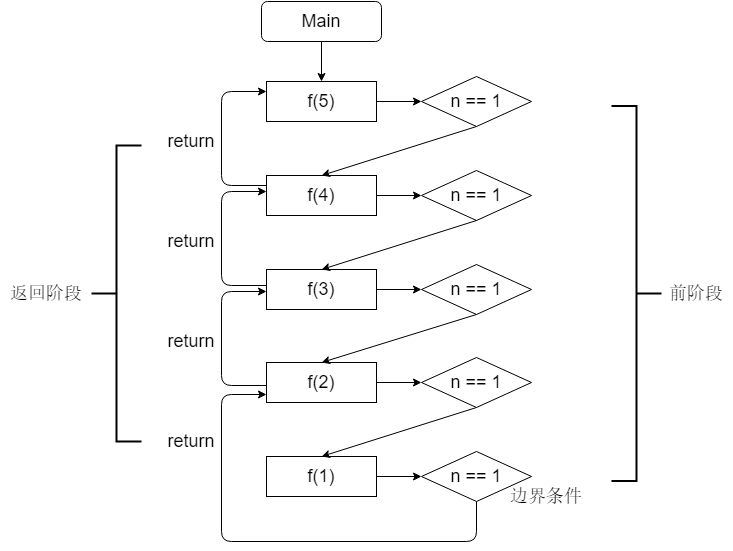 Main
f(5)
n == 1
return
f(4)
n == 1
return
返回阶段
f(3)
n == 1
前阶段
return
f(2)
n == 1
return
f(1)
n == 1
边界条件